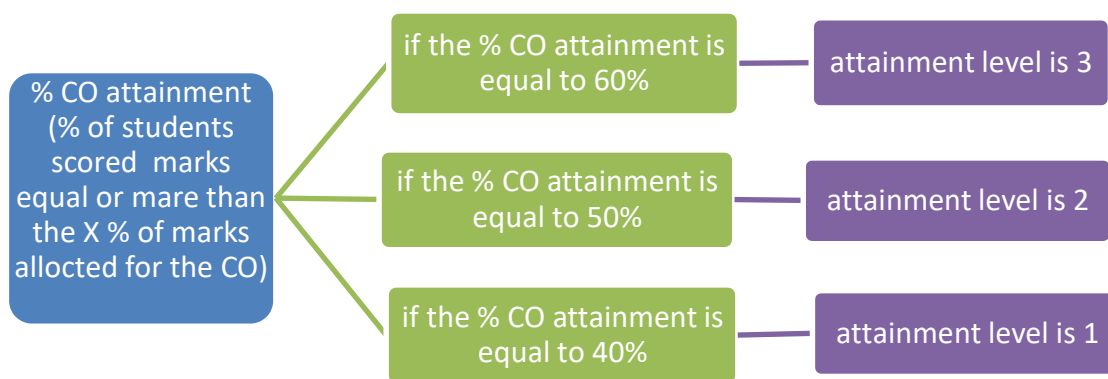 % CO attainment
(% of students
scored marks
equal or mare than
the X % of marks
allocted for the CO)
if the % CO attainment is
equal to 60%
attainment level is 3
if the % CO attainment is
equal to 50%
attainment level is 2
if the % CO attainment is
equal to 40%
attainment level is 1